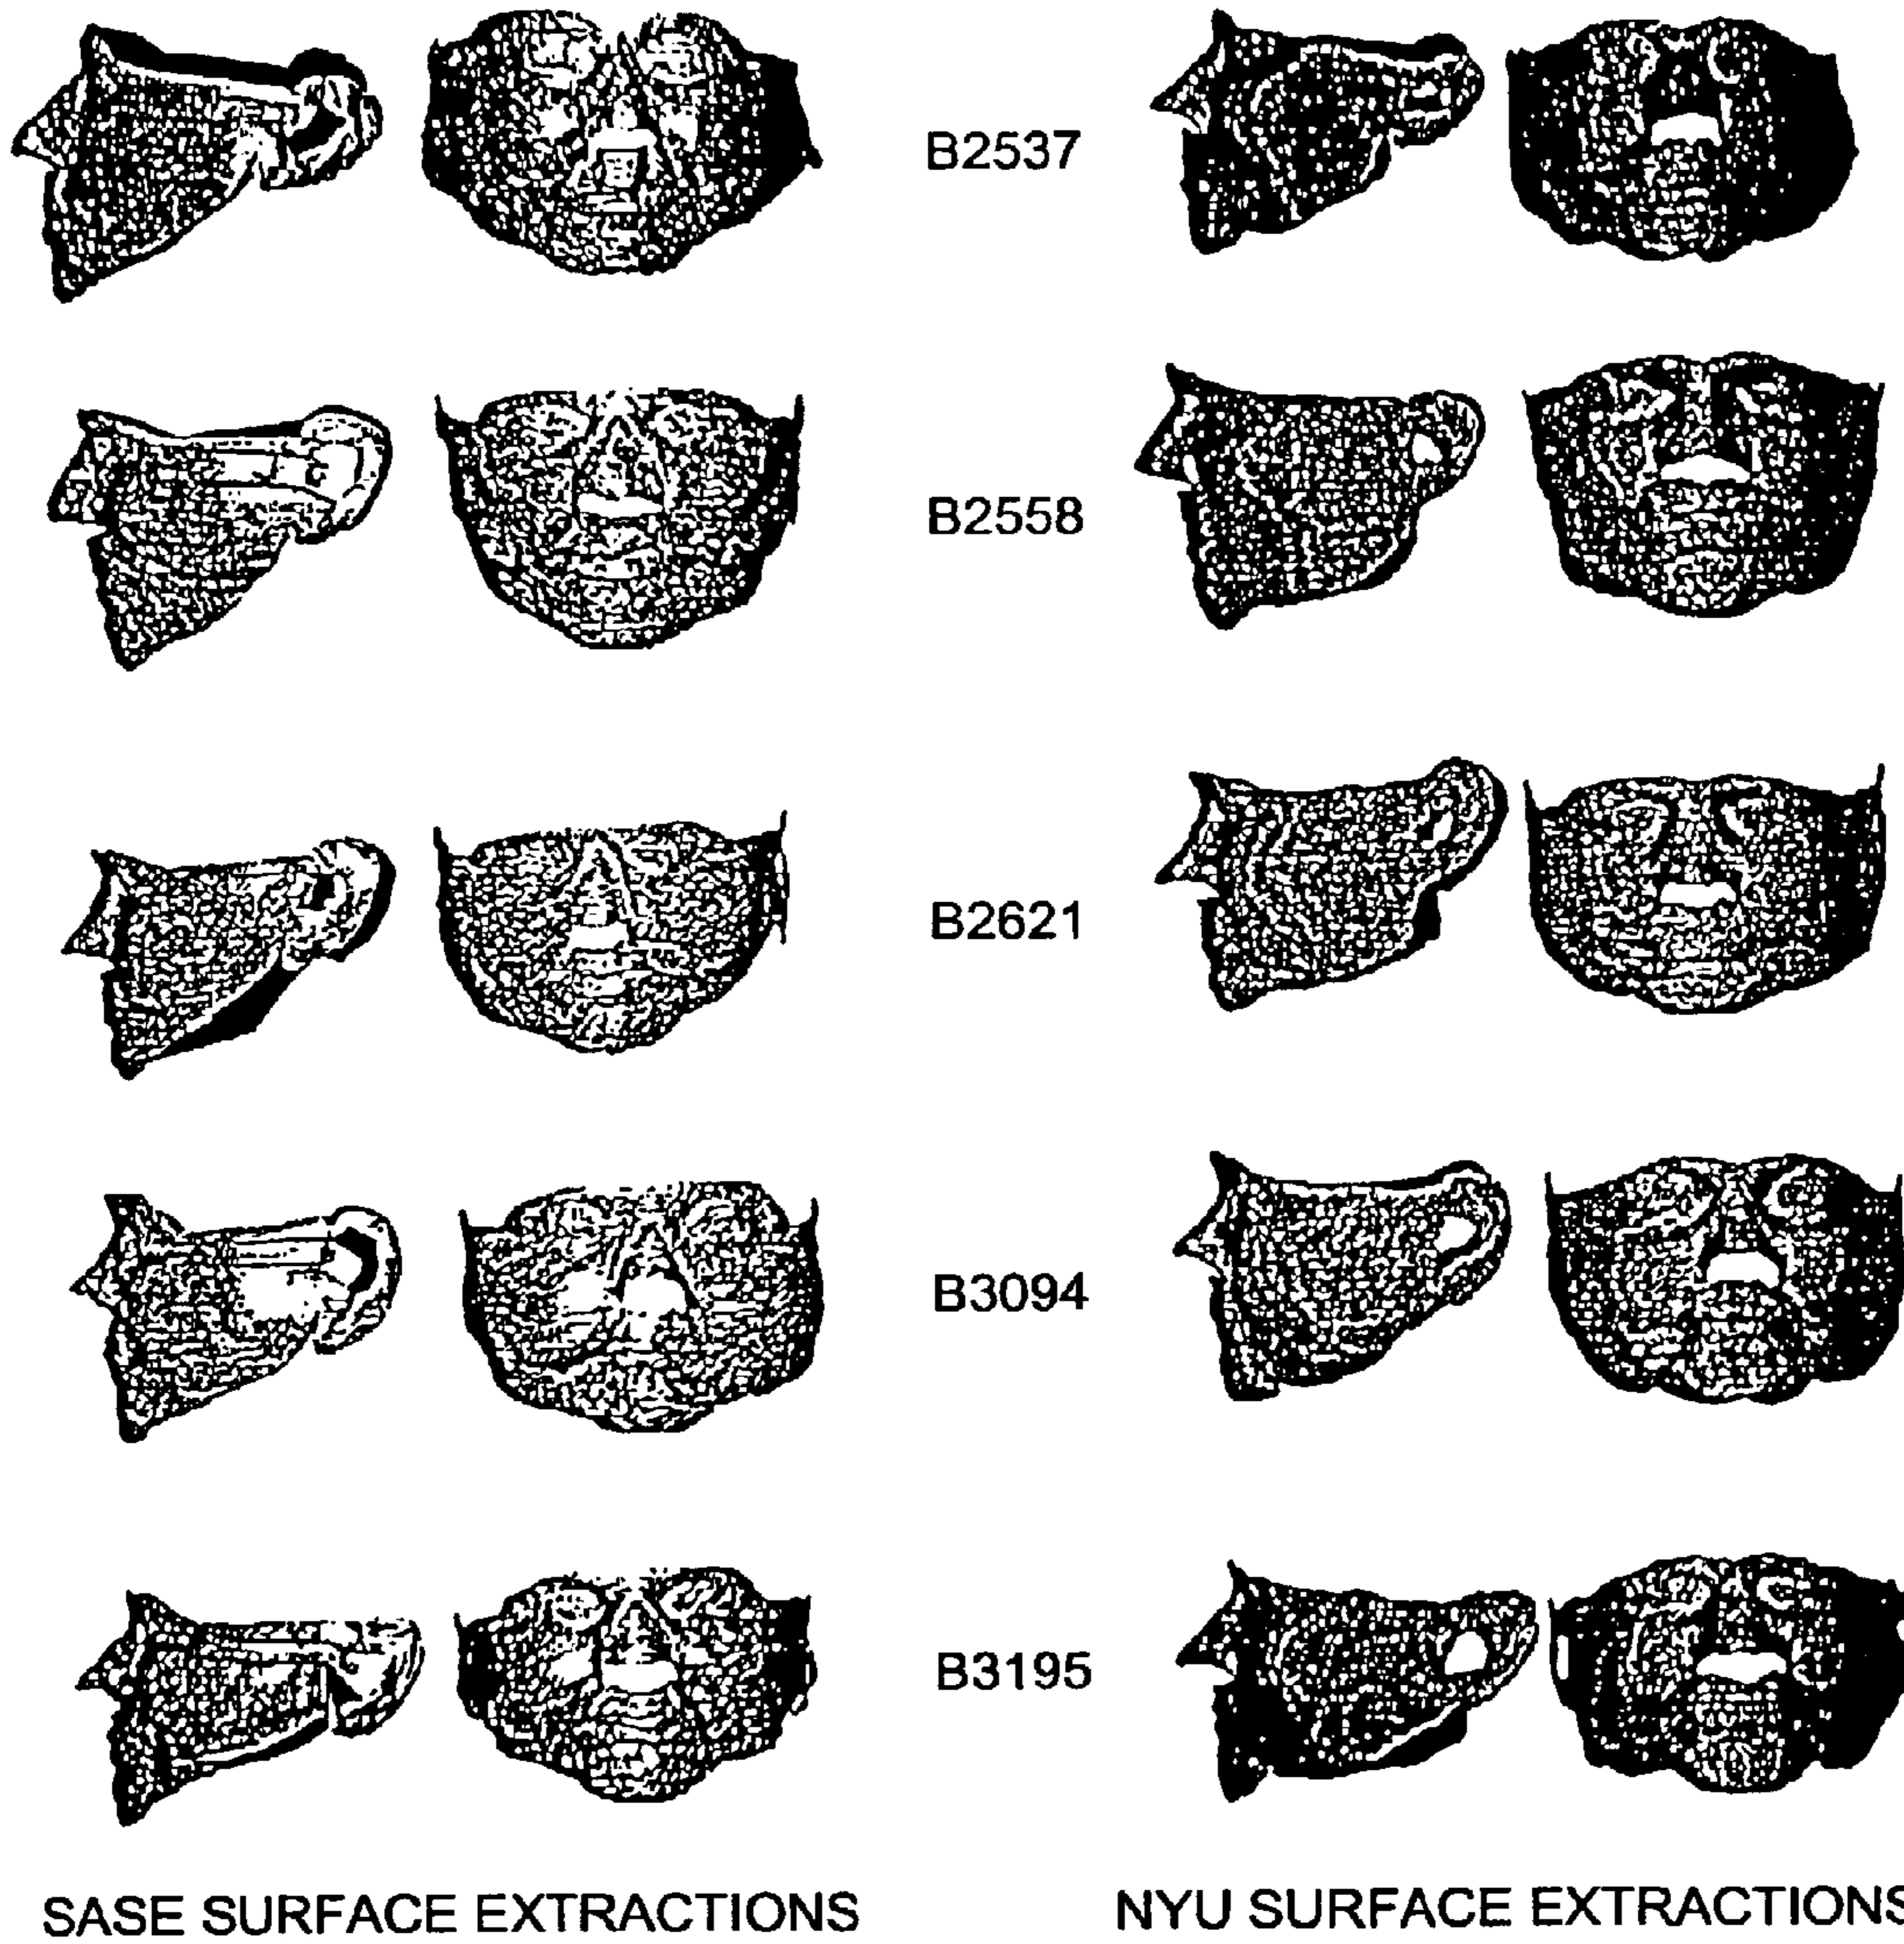 B2537
B2558
B2621
B3094
B3195
SASE SURFACE EXTRACTIONS
NYU SURFACE EXTRACTIONS